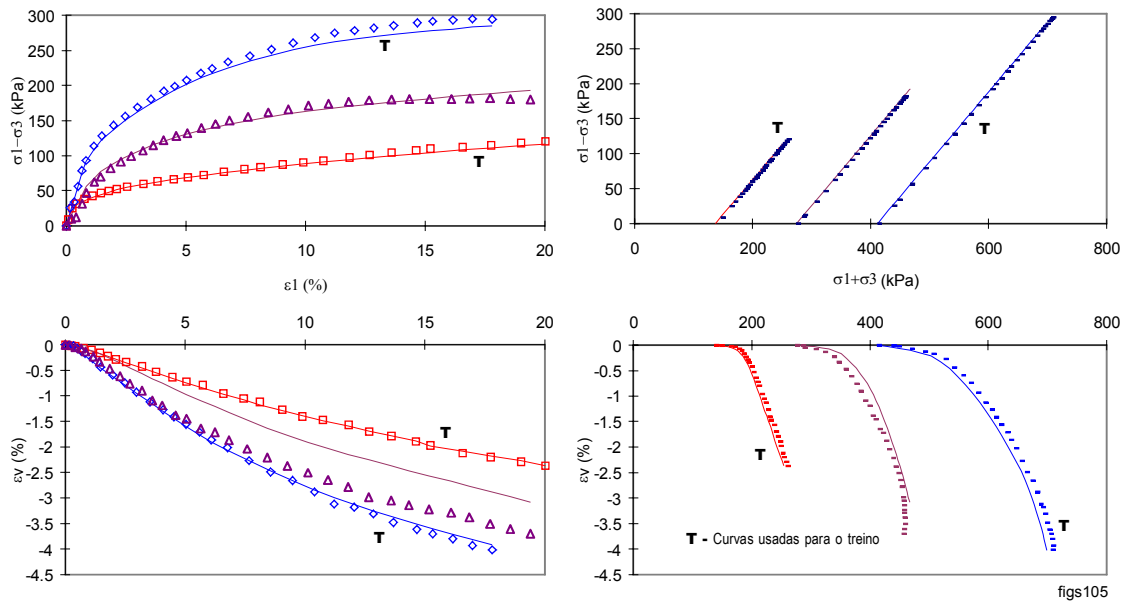 300
250
200
150
100
50
0
σ1−σ3 (kPa)
0 5 10 15 20
ε1 (%)
T
T
300
250
200
150
100
50
0
σ1−σ3 (kPa)
0 200 400 600 800
σ1+σ3 (kPa)
T
T
0 5 10 15 20
0
-0.5
-1
-1.5
-2
-2.5
-3
-3.5
-4
-4.5
εv (%)
T
T
0 200 400 600 800
0
-0.5
-1
-1.5
-2
-2.5
-3
-3.5
-4
-4.5
εv (%)
T
T
T - Curvas usadas para o treino
figs105